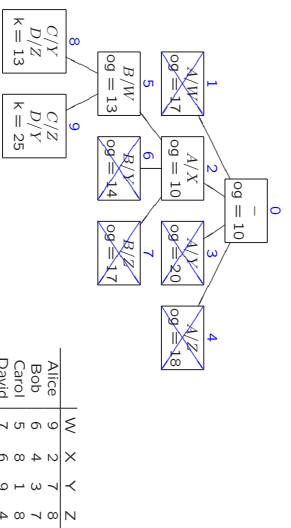 0
–
og = 10
1
A/W
og = 17
2
A/X
og = 10
3
A/Y
og = 20
4
A/Z
og = 18
5
B/W
og = 13
6
B/Y
og = 14
7
B/Z
og = 17
8
C/Y
D/Z
k = 13
9
C/Z
D/Y
k = 25
W X Y Z
Alice 9 2 7 8
Bob 6 4 3 7
Carol 5 8 1 8
David 7 6 9 4